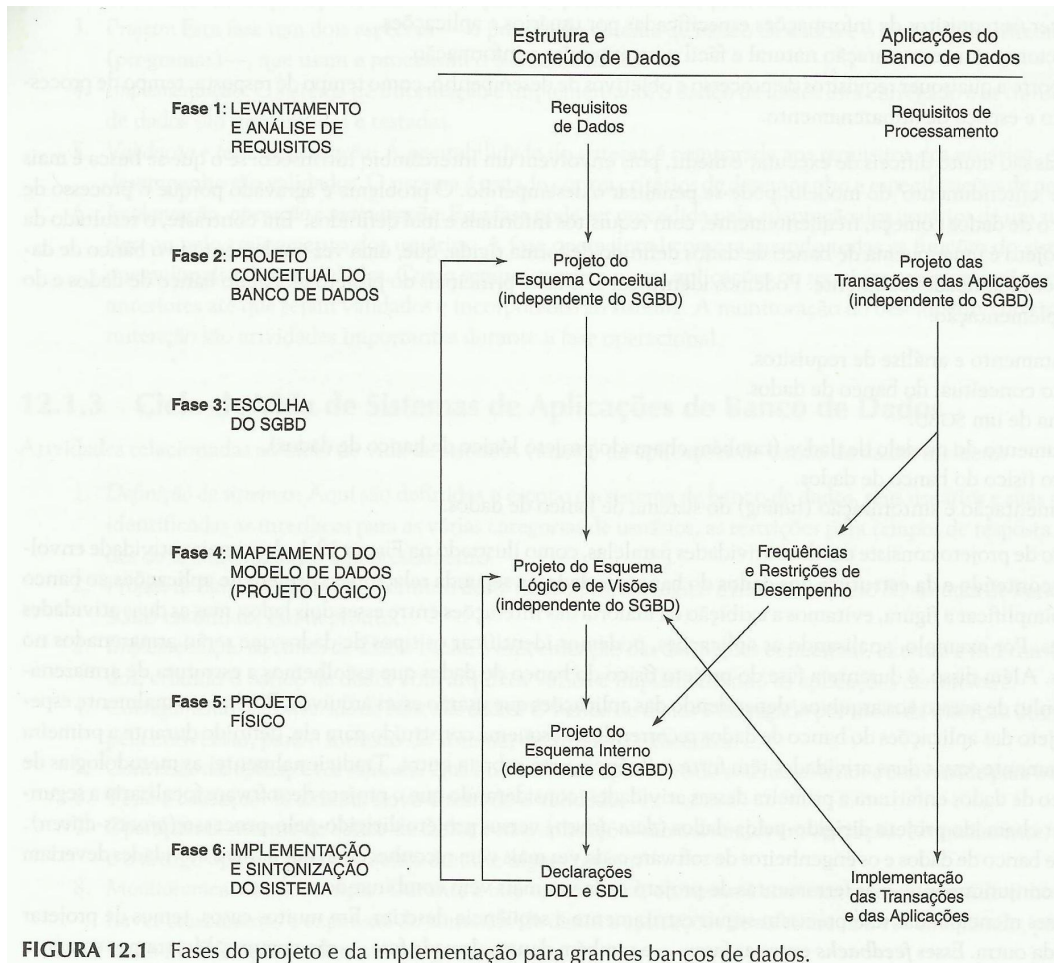 Estrutura e
Conteúdo de Dados
Aplicações do
Banco de Dados
Fase 1: LEVANTAMENTO
E ANÁLISE DE
REQUISITOS
Requisitos
de Dados
Requisitos de
Processamento
Fase 2: PROJETO
CONCEITUAL DO
BANCO DE DADOS
Projeto do
Esquema Conceitual
(independente do SGBD)
Projeto das
Transações e das Aplicações
(independente do SGBD)
Fase 3: ESCOLHA
DO SGBD
Fase 4: MAPEAMENTO DO
MODELO DE DADOS
(PROJETO LÓGICO)
Projeto do Esquema
Lógico e de Visões
(independente do SGBD)
Freqüências
e Restrições de
Desempenho
Fase 5: PROJETO
FÍSICO
Projeto do
Esquema Interno
(dependente do SGBD)
Fase 6: IMPLEMENTAÇÃO
E SINTONIZAÇÃO
DO SISTEMA
Declarações
DDL e SDL
Implementação
das Transações
e das Aplicações
FIGURA 12.1 Fases do projeto e da implementação para grandes bancos de dados.